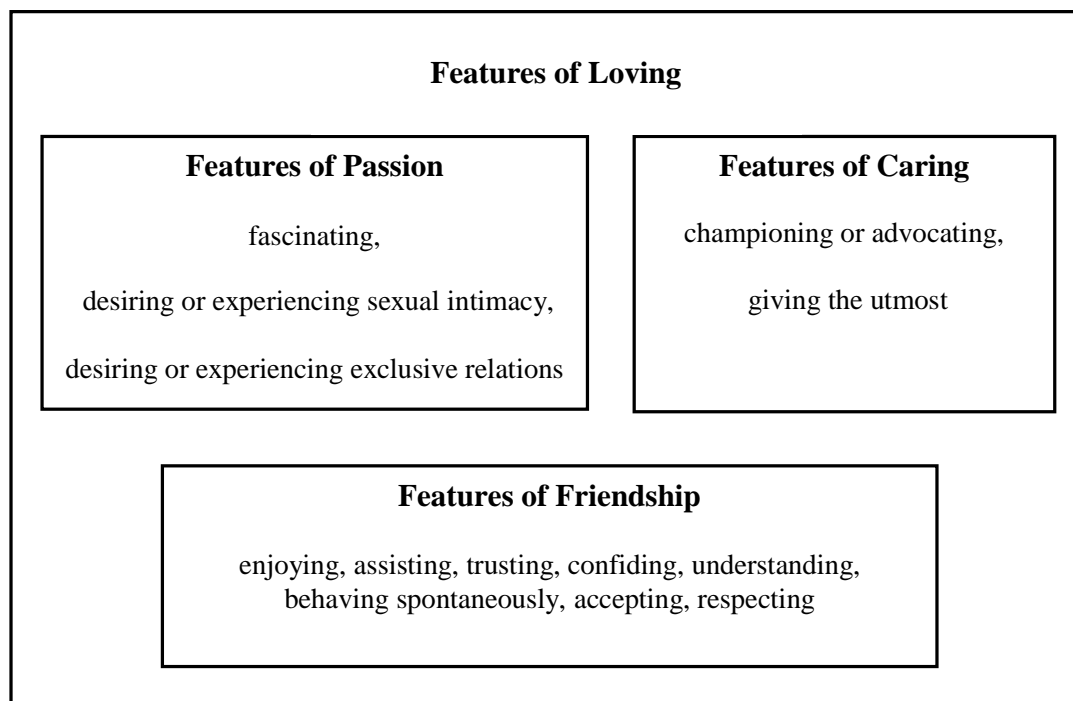 Features of Loving
Features of Passion
fascinating,
desiring or experiencing sexual intimacy,
desiring or experiencing exclusive relations
Features of Caring
championing or advocating,
giving the utmost
Features of Friendship
enjoying, assisting, trusting, confiding, understanding,
behaving spontaneously, accepting, respecting